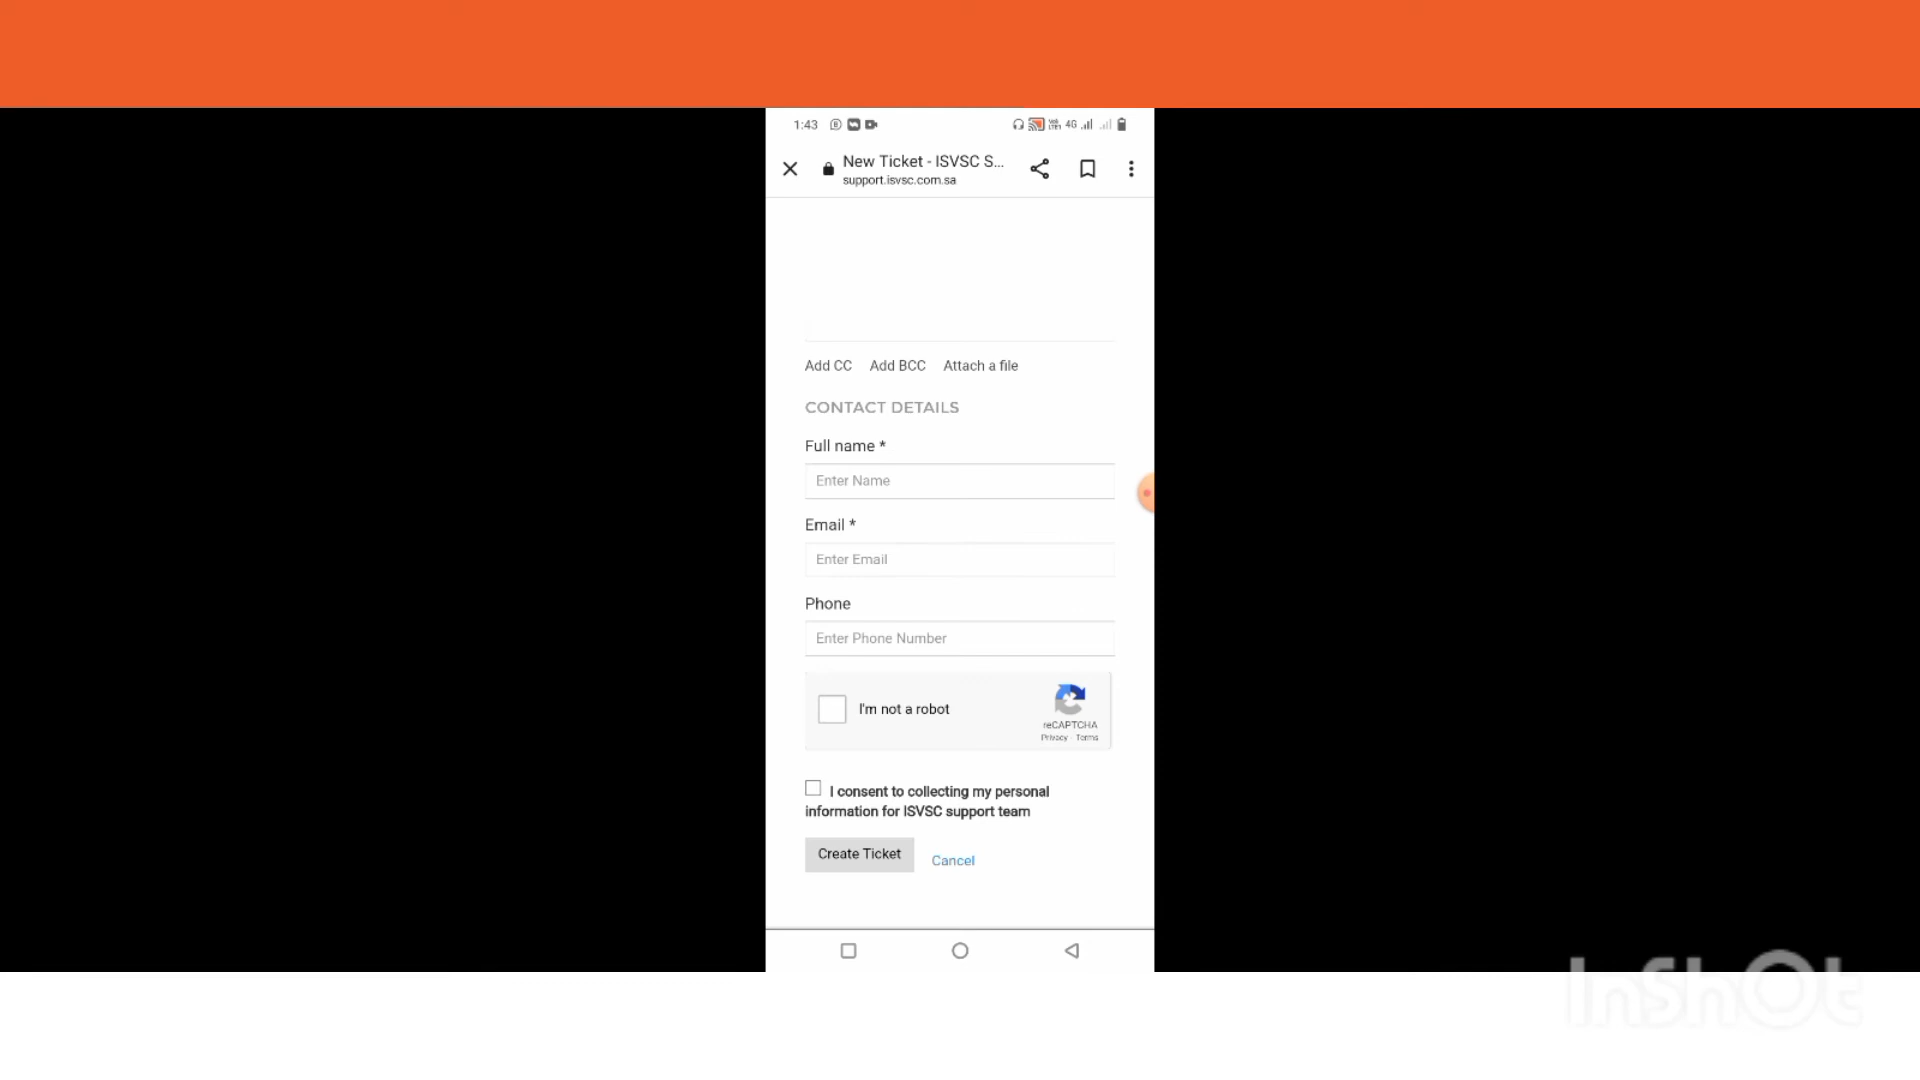 1:43
4G
New Ticket - ISVSC S...
support.isvsc.com.sa
Add CC Add BCC Attach a file
CONTACT DETAILS
Full name *
Enter Name
Email *
Enter Email
Phone
Enter Phone Number
I'm not a robot
reCAPTCHA
Privacy - Terms
I consent to collecting my personal
information for ISVSC support team
Create Ticket
Cancel
InShOt